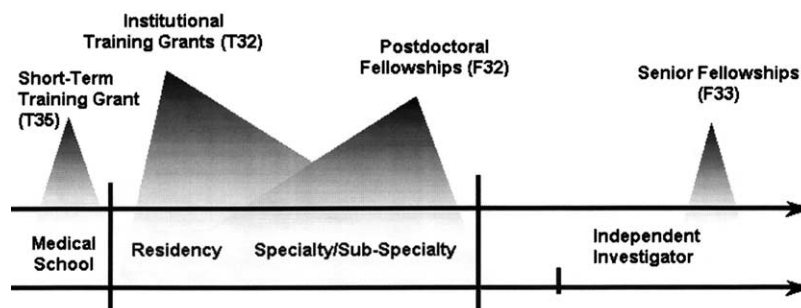 Institutional
Training Grants (T32)
Postdoctoral
Fellowships (F32)
Short-Term
Training Grant
(T35)
Senior Fellowships
(F33)
Medical
School
Residency
Specialty/Sub-Specialty
Independent
Investigator